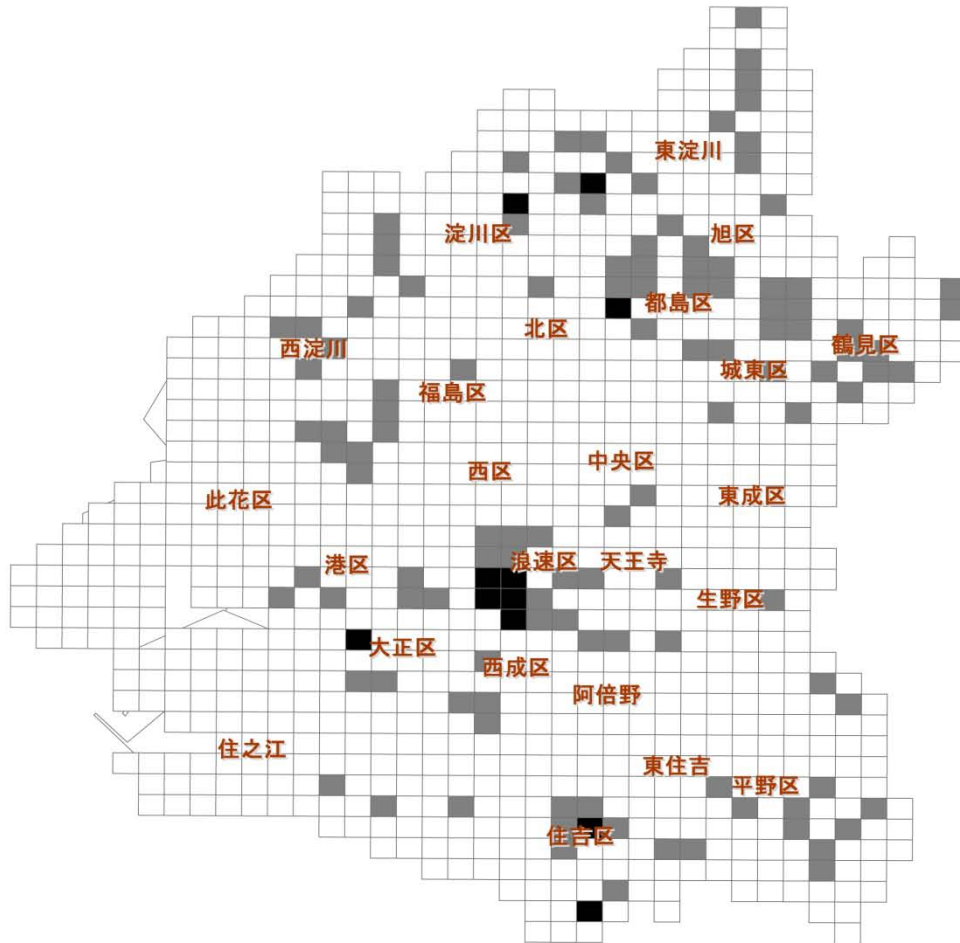 東淀川
淀川区
旭区
都島区
北区
西淀川
鶴見区
城東区
福島区
中央区
西区
東成区
此花区
浪速区
天王寺
港区
生野区
大正区
西成区
阿倍野
住之江
東住吉
平野区
住吉区